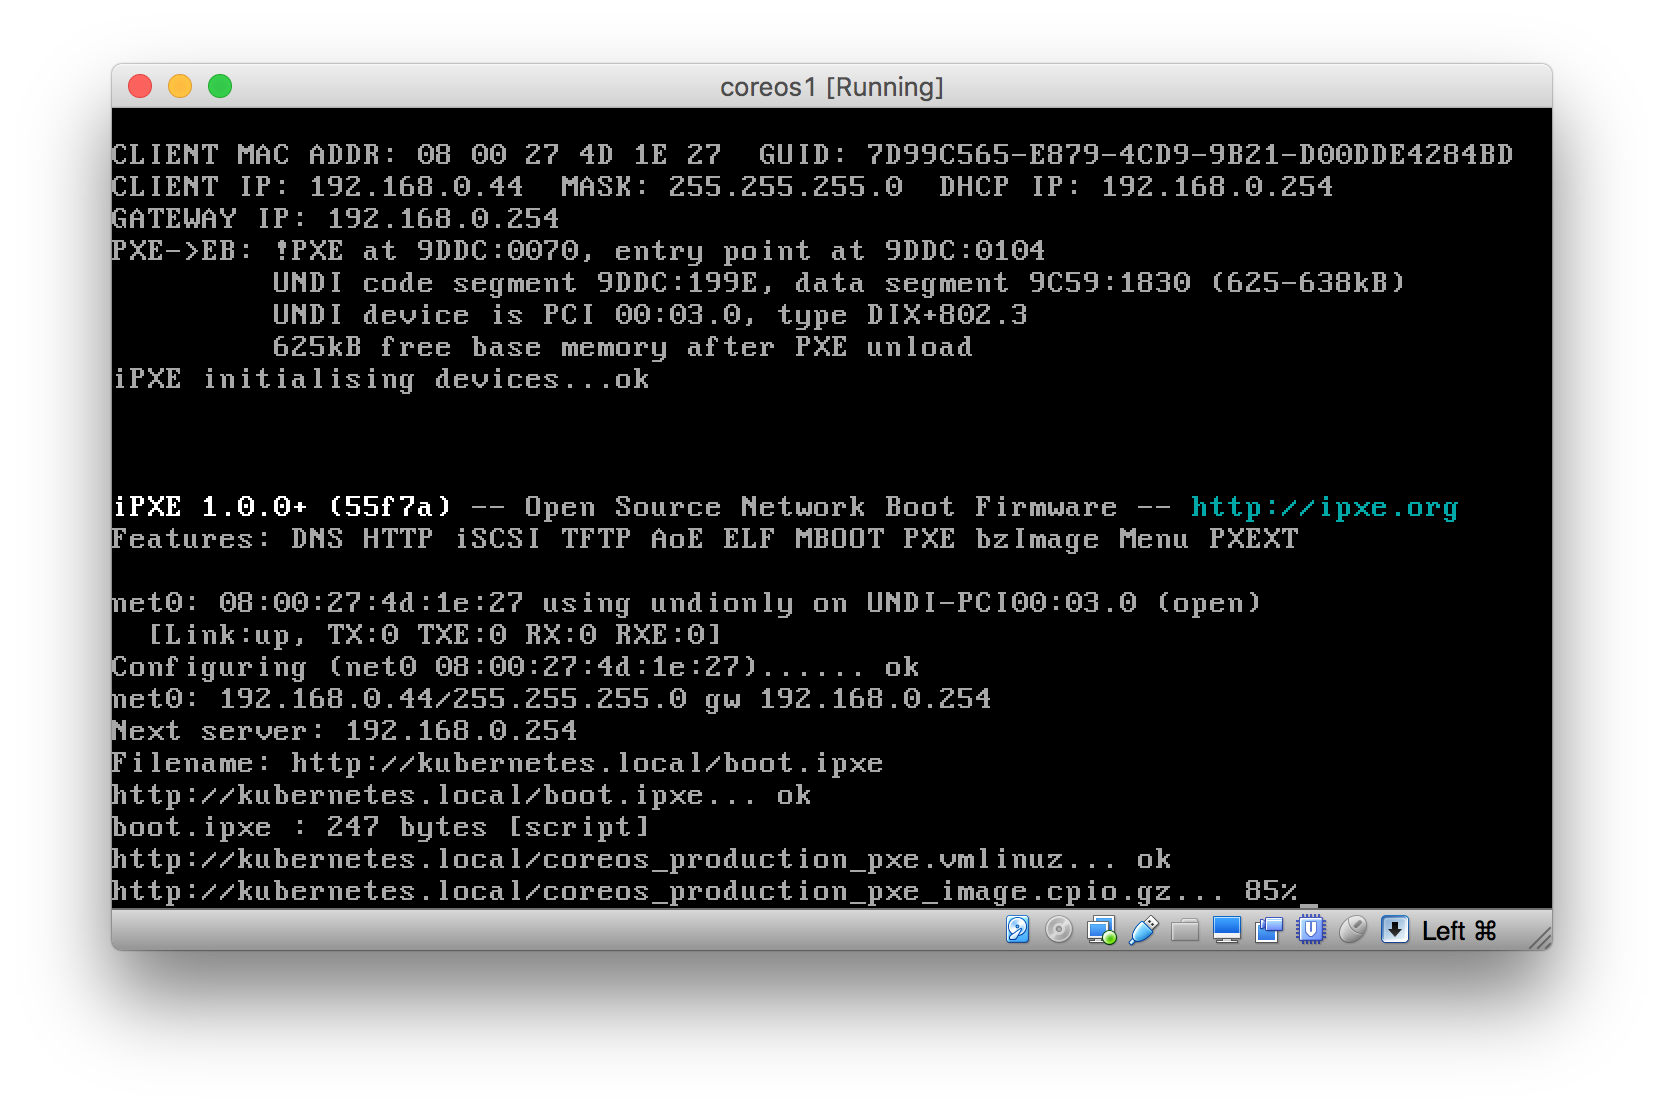 coreos1 [Running]
CLIENT MAC ADDR: 08 00 27 4D 1E 27  GUID: 7D99C565-E879-4CD9-9B21-D00DDE4284BD
CLIENT IP: 192.168.0.44  MASK: 255.255.255.0  DHCP IP: 192.168.0.254
GATEWAY IP: 192.168.0.254
PXE->EB: !PXE at 9DDC:0070, entry point at 9DDC:0104
         UNDI code segment 9DDC:199E, data segment 9C59:1830 (625-638kB)
         UNDI device is PCI 00:03.0, type DIX+802.3
         625kB free base memory after PXE unload
iPXE initialising devices...ok
iPXE 1.0.0+ (55f7a) -- Open Source Network Boot Firmware -- http://ipxe.org
Features: DNS HTTP iSCSI TFTP AoE ELF MBOOT PXE bzImage Menu PXEXT
net0: 08:00:27:4d:1e:27 using undionly on UNDI-PCI00:03.0 (open)
  [Link:up, TX:0 TXE:0 RX:0 RXE:0]
Configuring (net0 08:00:27:4d:1e:27)...... ok
net0: 192.168.0.44/255.255.255.0 gw 192.168.0.254
Next server: 192.168.0.254
Filename: http://kubernetes.local/boot.ipxe
http://kubernetes.local/boot.ipxe... ok
boot.ipxe : 247 bytes [script]
http://kubernetes.local/coreos_production_pxe.vmlinuz... ok
http://kubernetes.local/coreos_production_pxe_image.cpio.gz... 85%_
Left ⌘